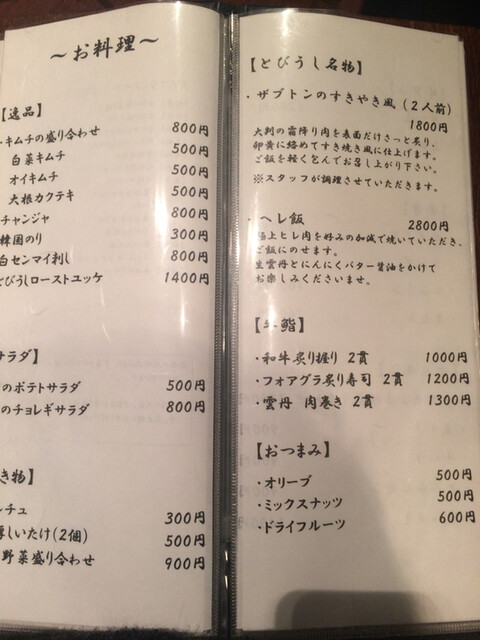 ～お料理～
【逸品】
・キムチの盛り合わせ 800円
白菜キムチ 500円
オイキムチ 500円
大根カクテキ 500円
チャンジャ 800円
韓国のり 300円
白センマイ刺し 800円
とびうしローストユッケ 1400円
サラダ】
のポテトサラダ 500円
のチョレギサラダ 800円
き物】
ンチュ 300円
厚しいたけ(2個) 500円
野菜盛り合わせ 900円
【とびうし名物】
・ザブトンのすきやき風（2人前）
1800円
大判の霜降り肉を表面だけさっと炙り、
卵黄に絡めてすき焼き風に仕上げます。
ご飯を軽く包んでお召し上がり下さい。
※スタッフが調理させていただきます。
・ヘレ飯 2800円
極上ヒレ肉を好みの加減で焼いていただき、
ご飯にのせます。
生雲丹とにんにくバター醤油をかけて
お楽しみくださいませ。
【牛鮨】
・和牛炙り握り 2貫 1000円
・フォアグラ炙り寿司 2貫 1200円
・雲丹 肉巻き 2貫 1300円
【おつまみ】
・オリーブ 500円
・ミックスナッツ 500円
・ドライフルーツ 600円